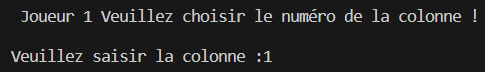 Joueur 1 Veuillez choisir le numéro de la colonne !
Veuillez saisir la colonne :1